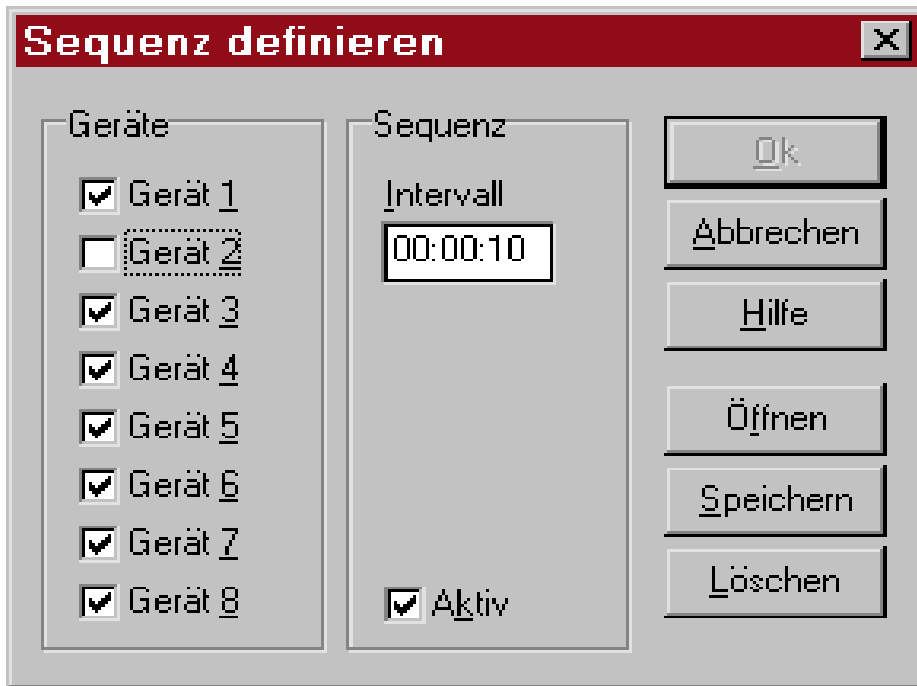 Sequenz definieren
Geräte
Gerät 1
Gerät 2
Gerät 3
Gerät 4
Gerät 5
Gerät 6
Gerät 7
Gerät 8
Sequenz
Intervall
00:00:10
Aktiv
Ok
Abbrechen
Hilfe
Öffnen
Speichern
Löschen